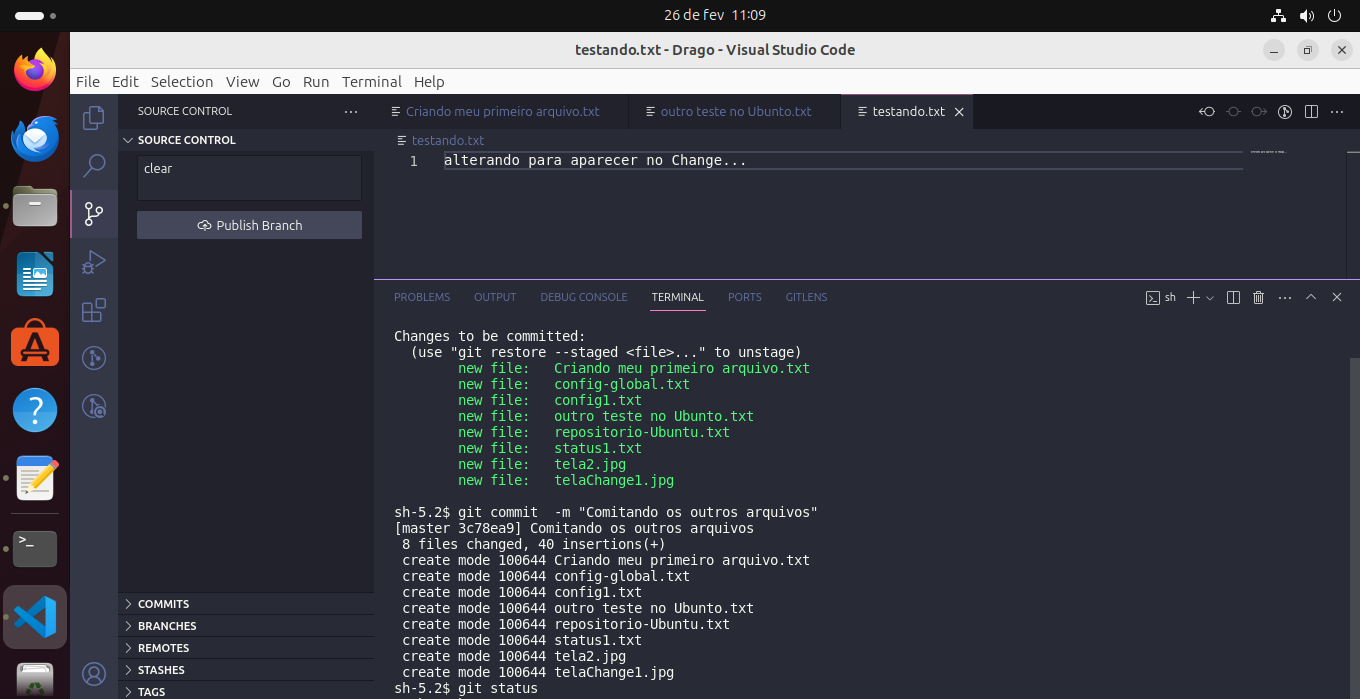 26 de fev 11:09
testando.txt - Drago - Visual Studio Code
File Edit Selection View Go Run Terminal Help
SOURCE CONTROL ...
Criando meu primeiro arquivo.txt
outro teste no Ubunto.txt
testando.txt
SOURCE CONTROL
clear
Publish Branch
testando.txt
1 alterando para aparecer no Change...
PROBLEMS OUTPUT DEBUG CONSOLE TERMINAL PORTS GITLENS
sh
Changes to be committed:
(use "git restore --staged <file>..." to unstage)
new file: Criando meu primeiro arquivo.txt
new file: config-global.txt
new file: config1.txt
new file: outro teste no Ubunto.txt
new file: repositorio-Ubuntu.txt
new file: status1.txt
new file: tela2.jpg
new file: telaChange1.jpg
sh-5.2$ git commit -m "Comitando os outros arquivos"
[master 3c78ea9] Comitando os outros arquivos
8 files changed, 40 insertions(+)
create mode 100644 Criando meu primeiro arquivo.txt
create mode 100644 config-global.txt
create mode 100644 config1.txt
create mode 100644 outro teste no Ubunto.txt
create mode 100644 repositorio-Ubuntu.txt
create mode 100644 status1.txt
create mode 100644 tela2.jpg
create mode 100644 telaChange1.jpg
sh-5.2$ git status
COMMITS
BRANCHES
REMOTES
STASHES
TAGS